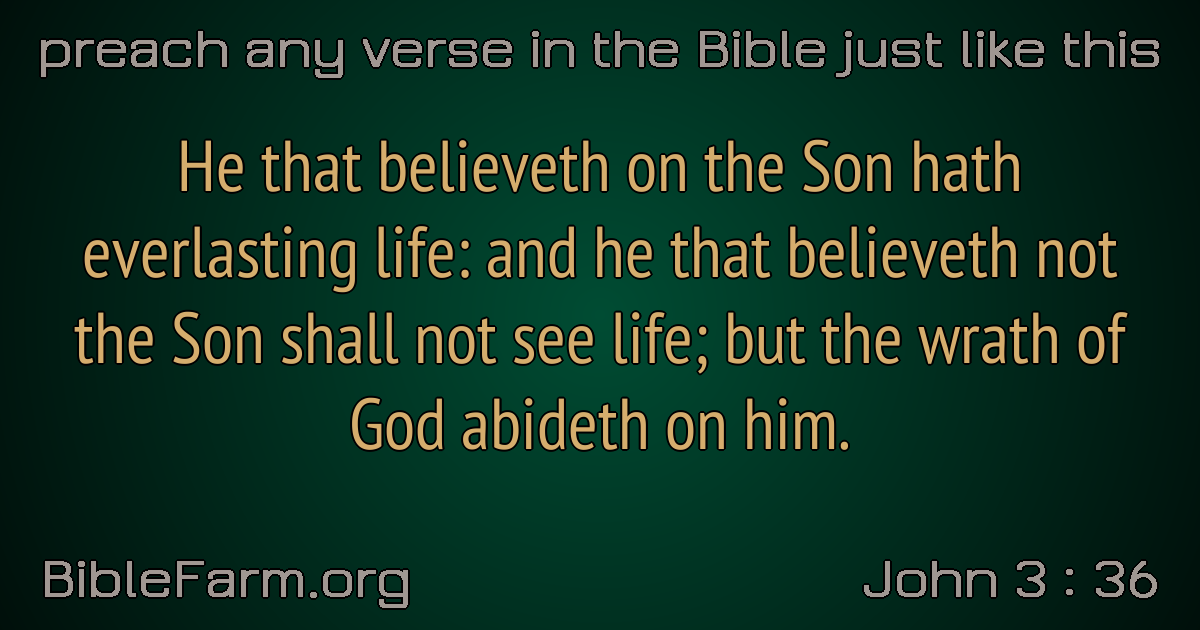 preach any verse in the Bible just like this
He that believeth on the Son hath
everlasting life: and he that believeth not
the Son shall not see life; but the wrath of
God abideth on him.
BibleFarm.org
John 3 : 36